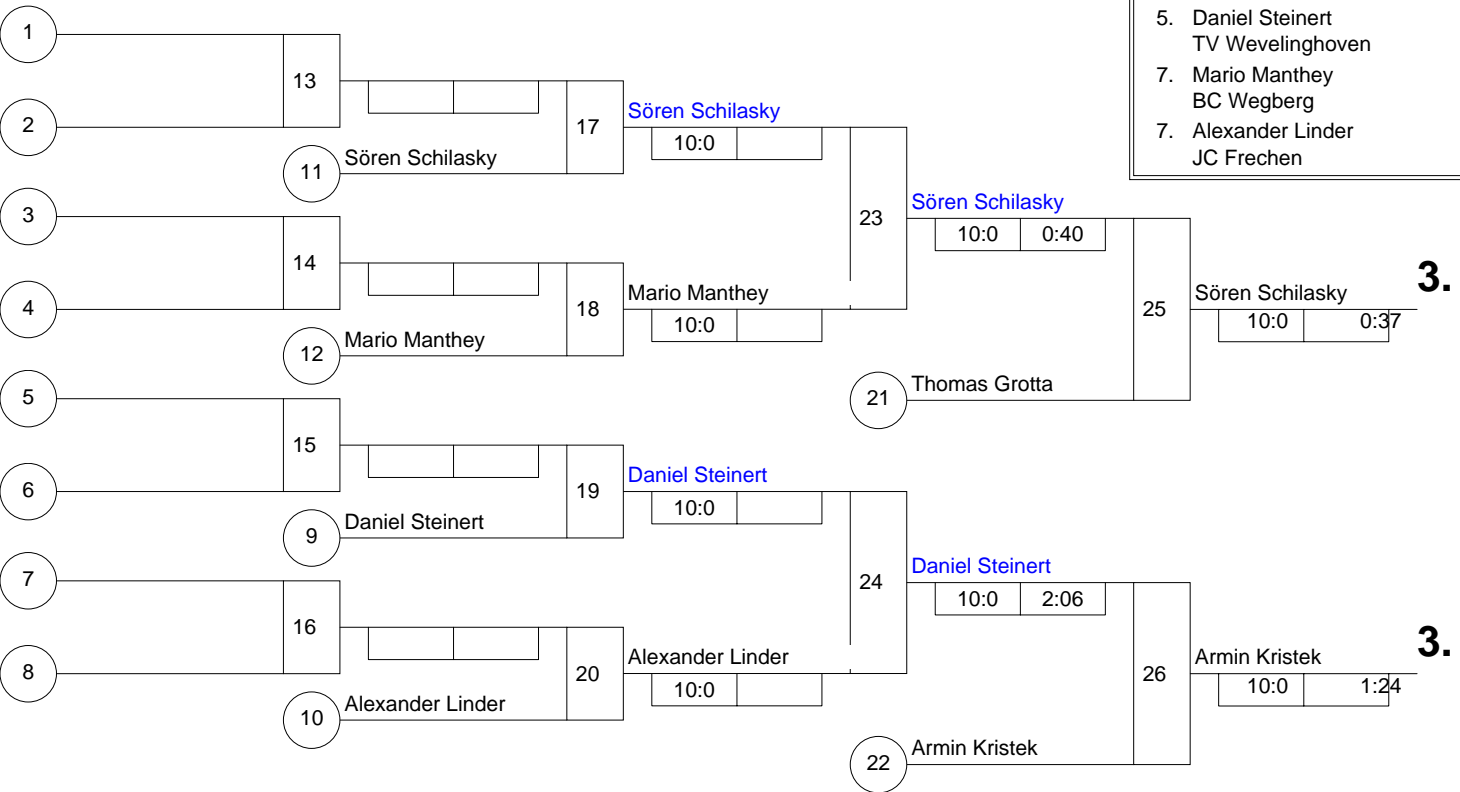 1
2
3
4
5
6
7
8
13
14
15
16
11 Sören Schilasky
12 Mario Manthey
9 Daniel Steinert
10 Alexander Linder
17
18
19
20
Sören Schilasky
10:0
Mario Manthey
10:0
Daniel Steinert
10:0
Alexander Linder
10:0
23
24
Sören Schilasky
10:0 0:40
21 Thomas Grotta
Daniel Steinert
10:0 2:06
22 Armin Kristek
25
26
Sören Schilasky
10:0 0:37
3.
Armin Kristek
10:0 1:24
3.
5. Daniel Steinert
TV Wevelinghoven
7. Mario Manthey
BC Wegberg
7. Alexander Linder
JC Frechen